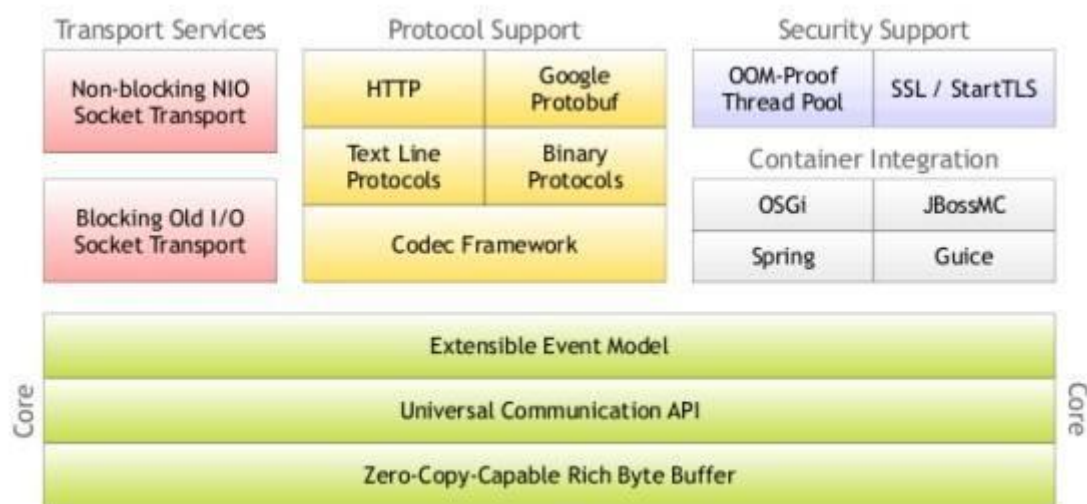 Transport Services
Non-blocking NIO
Socket Transport
Blocking Old I/O
Socket Transport
Protocol Support
HTTP
Google
Protobuf
Text Line
Protocols
Binary
Protocols
Codec Framework
Security Support
OOM-Proof
Thread Pool
SSL / StartTLS
Container Integration
OSGi
JBossMC
Spring
Guice
Core
Extensible Event Model
Universal Communication API
Zero-Copy-Capable Rich Byte Buffer
Core